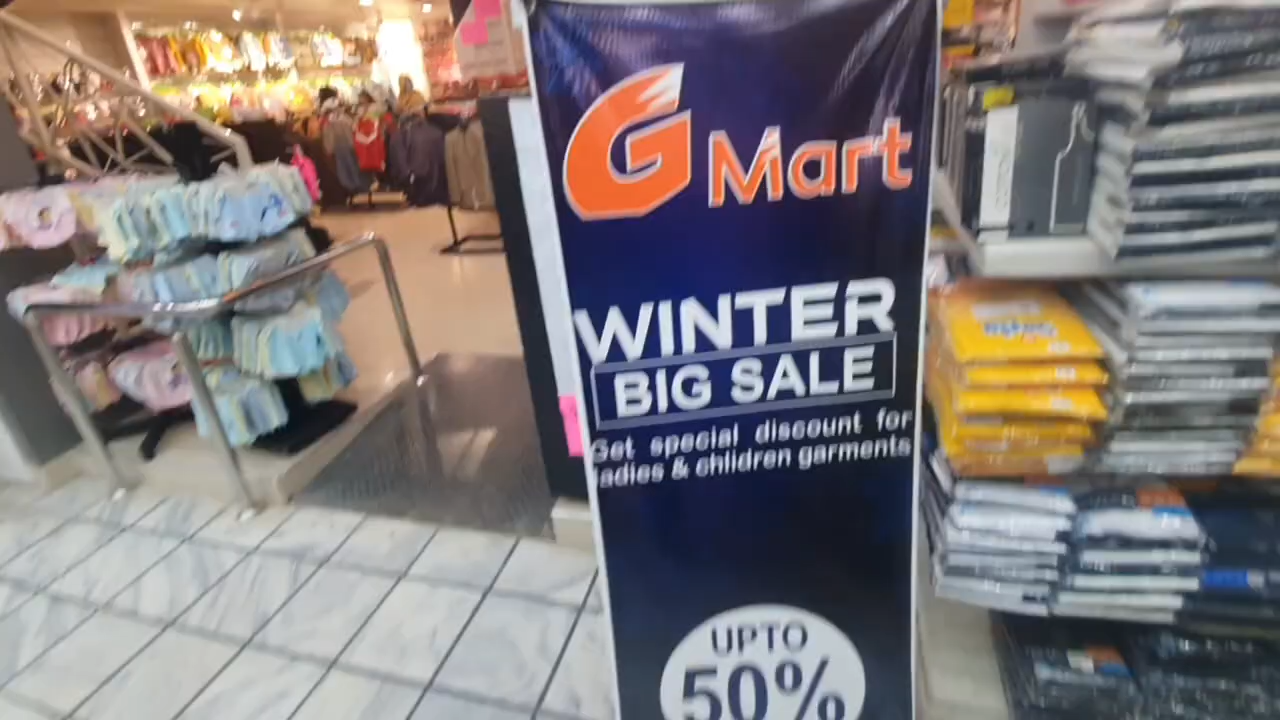 G Mart
WINTER
BIG SALE
Get special discount for
ladies & children garments
UPTO
50%